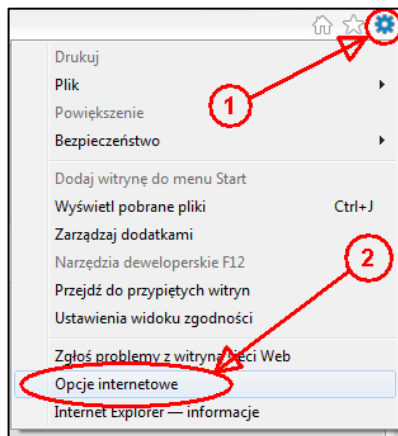 Drukuj
Plik
1
Powiększenie
Bezpieczeństwo
Dodaj witrynę do menu Start
Wyświetl pobrane pliki Ctrl+J
Zarządzaj dodatkami
Narzędzia deweloperskie F12
2
Przejdź do przypiętych witryn
Ustawienia widoku zgodności
Zgłoś problemy z witryną sieci Web
Opcje internetowe
Internet Explorer — informacje